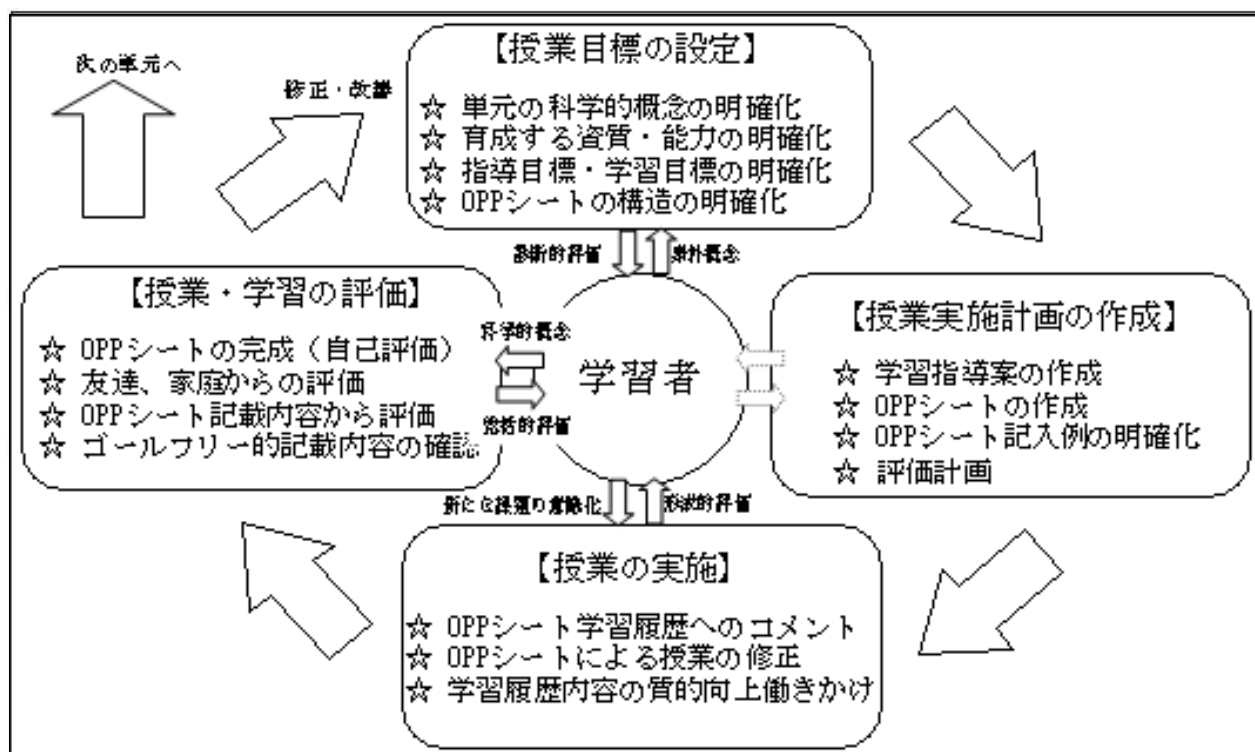 次の単元へ
修正・改善
【授業目標の設定】
☆ 単元の科学的概念の明確化
☆ 育成する資質・能力の明確化
☆ 指導目標・学習目標の明確化
☆ OPPシートの構造の明確化
診断的評価
素朴概念
【授業・学習の評価】
☆ OPPシートの完成（自己評価）
☆ 友達、家庭からの評価
☆ OPPシート記載内容から評価
☆ ゴールフリー的記載内容の確認
科学的概念
総括的評価
学習者
【授業実施計画の作成】
☆ 学習指導案の作成
☆ OPPシートの作成
☆ OPPシート記入例の明確化
☆ 評価計画
新たな課題の意識化
形成的評価
【授業の実施】
☆ OPPシート学習履歴へのコメント
☆ OPPシートによる授業の修正
☆ 学習履歴内容の質的向上働きかけ